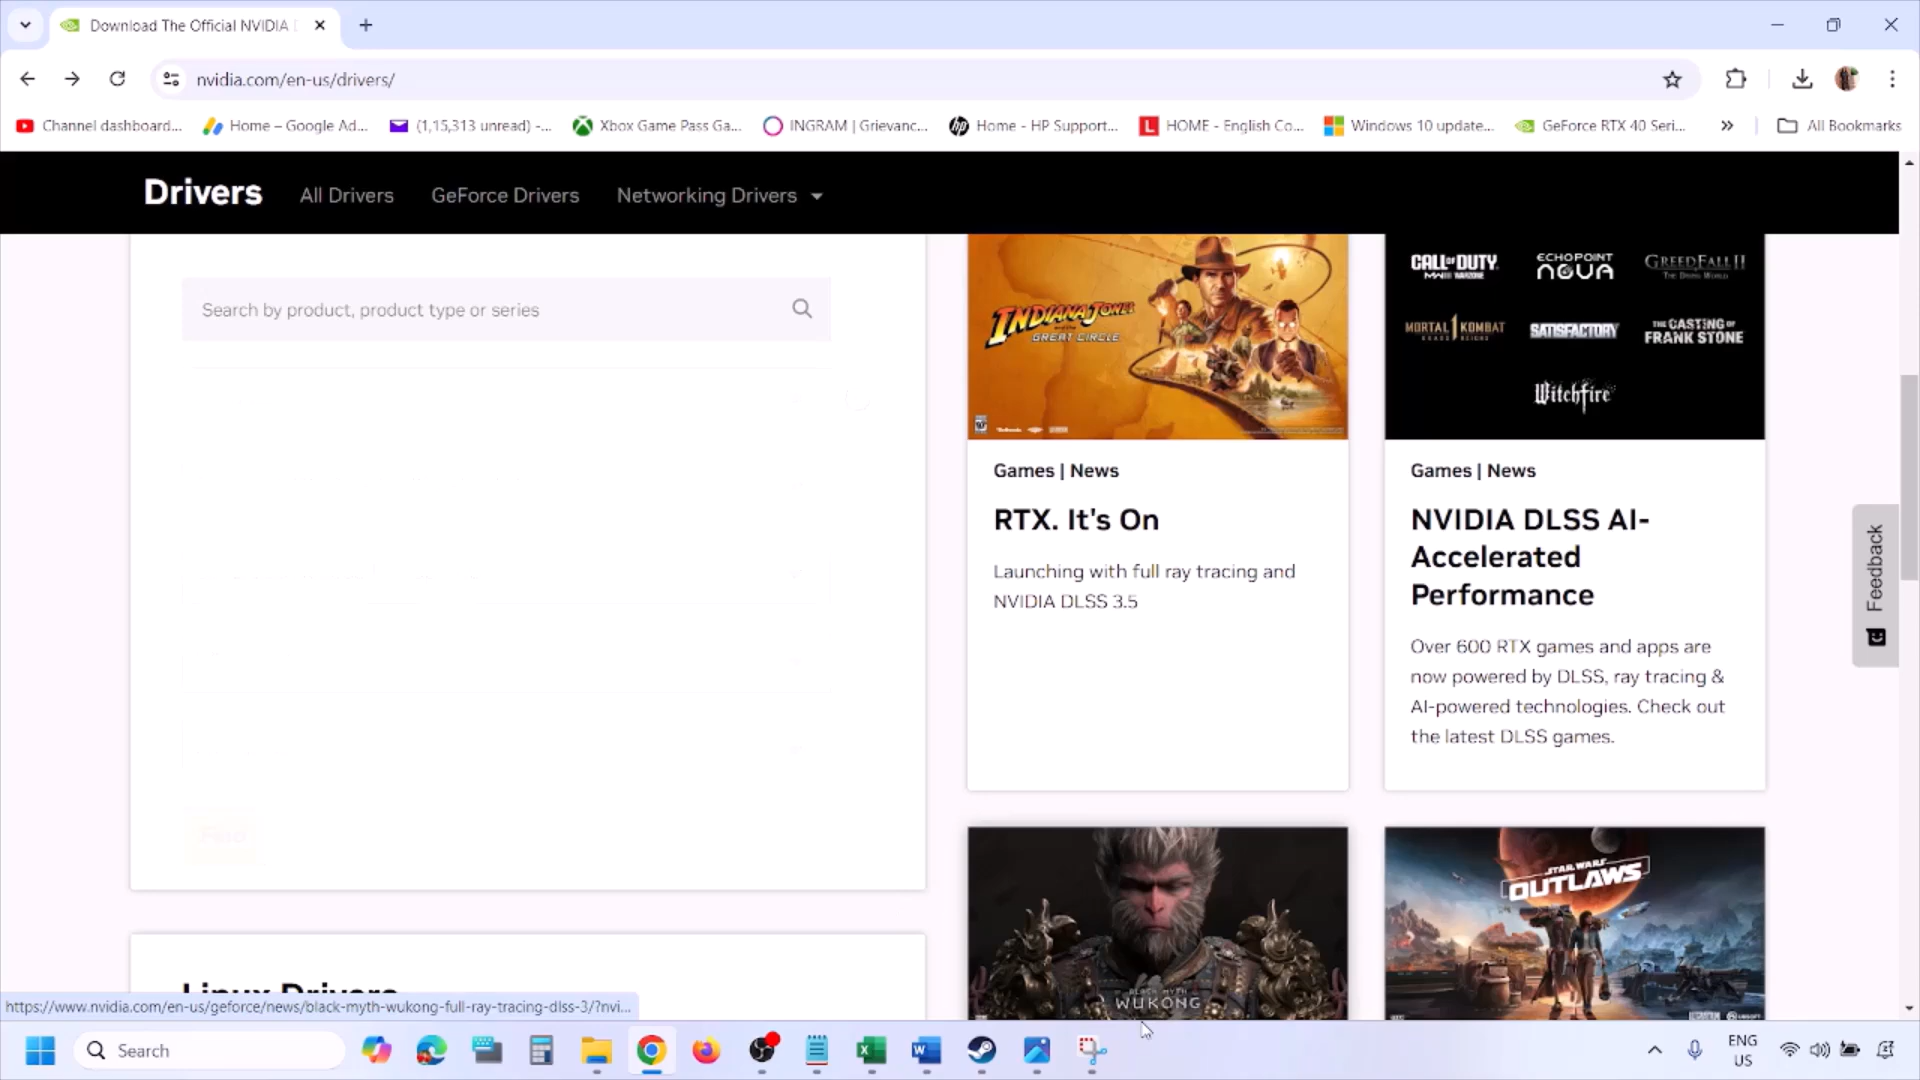 Download The Official NVIDIA
nvidia.com/en-us/drivers/
Channel dashboard...
Home – Google Ad...
(1,15,313 unread) -...
Xbox Game Pass Ga...
INGRAM | Grievanc...
Home - HP Support...
HOME - English Co...
Windows 10 update...
GeForce RTX 40 Seri...
All Bookmarks
Drivers
All Drivers
GeForce Drivers
Networking Drivers
Search by product, product type or series
INDIANA JONES
GREAT CIRCLE
CALL OF DUTY
ECHOPOINT
NOVA
GREEDFALL II
MORTAL KOMBAT 1
SATISFACTORY
THE CASTING OF
FRANK STONE
Witchfire
Games | News
RTX. It's On
Launching with full ray tracing and
NVIDIA DLSS 3.5
Games | News
NVIDIA DLSS AI-
Accelerated
Performance
Over 600 RTX games and apps are
now powered by DLSS, ray tracing &
AI-powered technologies. Check out
the latest DLSS games.
Feedback
BLACK MYTH
WUKONG
STAR WARS
OUTLAWS
Linux Drivers
https://www.nvidia.com/en-us/geforce/news/black-myth-wukong-full-ray-tracing-dlss-3/?nvi...
Search
ENG
US